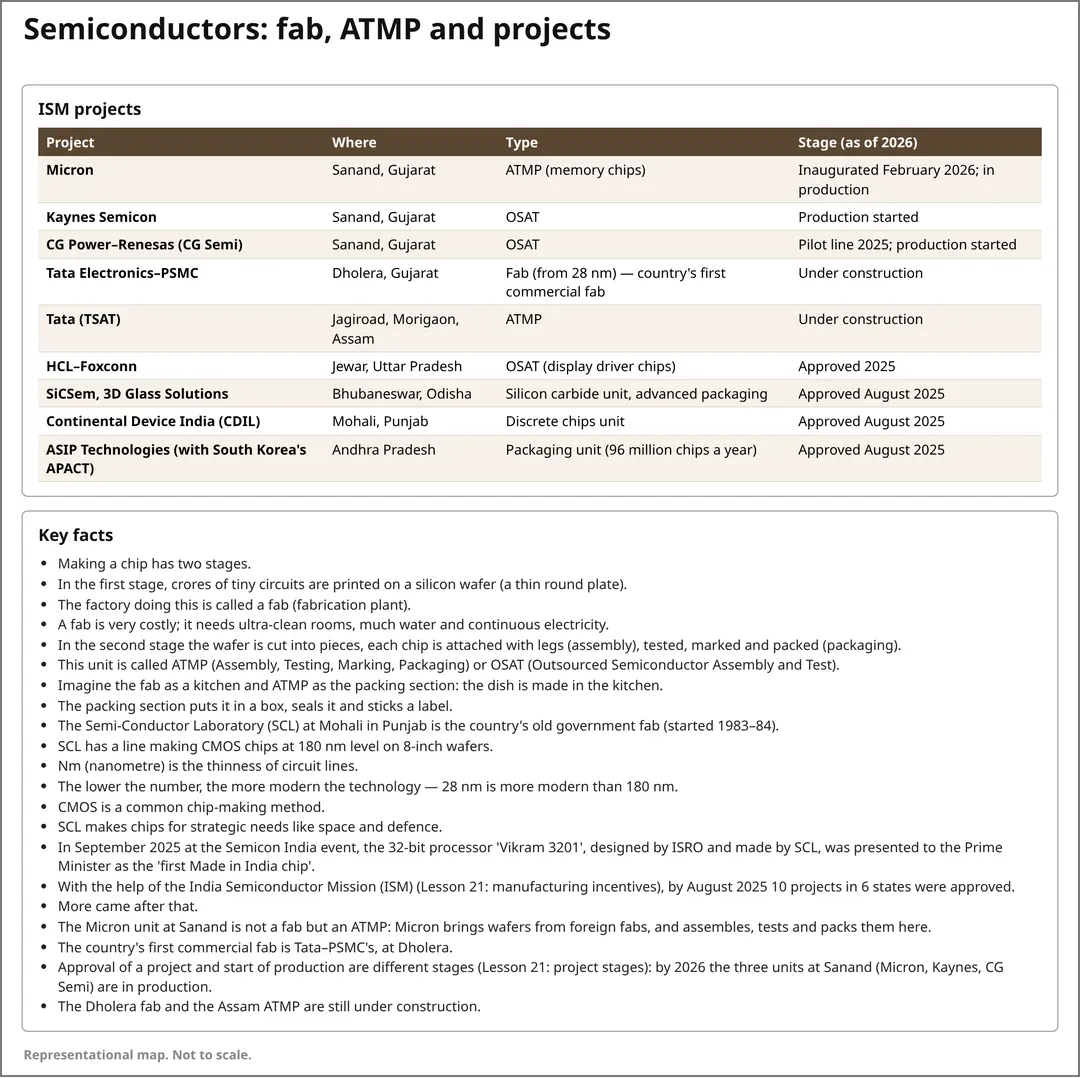 Semiconductors: fab, ATMP and projects
ISM projects
Project Where Type Stage (as of 2026)
Micron Sanand, Gujarat ATMP (memory chips) Inaugurated February 2026; in
production
Kaynes Semicon Sanand, Gujarat OSAT Production started
CG Power–Renesas (CG Semi) Sanand, Gujarat OSAT Pilot line 2025; production started
Tata Electronics–PSMC Dholera, Gujarat Fab (from 28 nm) — country's first Under construction
commercial fab
Tata (TSAT) Jagiroad, Morigaon, ATMP Under construction
Assam
HCL–Foxconn Jewar, Uttar Pradesh OSAT (display driver chips) Approved 2025
SiCSem, 3D Glass Solutions Bhubaneswar, Odisha Silicon carbide unit, advanced packaging Approved August 2025
Continental Device India (CDIL) Mohali, Punjab Discrete chips unit Approved August 2025
ASIP Technologies (with South Korea's Andhra Pradesh Packaging unit (96 million chips a year) Approved August 2025
APACT)
Key facts
• Making a chip has two stages.
• In the first stage, crores of tiny circuits are printed on a silicon wafer (a thin round plate).
• The factory doing this is called a fab (fabrication plant).
• A fab is very costly; it needs ultra-clean rooms, much water and continuous electricity.
• In the second stage the wafer is cut into pieces, each chip is attached with legs (assembly), tested, marked and packed (packaging).
• This unit is called ATMP (Assembly, Testing, Marking, Packaging) or OSAT (Outsourced Semiconductor Assembly and Test).
• Imagine the fab as a kitchen and ATMP as the packing section: the dish is made in the kitchen.
• The packing section puts it in a box, seals it and sticks a label.
• The Semi-Conductor Laboratory (SCL) at Mohali in Punjab is the country's old government fab (started 1983–84).
• SCL has a line making CMOS chips at 180 nm level on 8-inch wafers.
• Nm (nanometre) is the thinness of circuit lines.
• The lower the number, the more modern the technology — 28 nm is more modern than 180 nm.
• CMOS is a common chip-making method.
• SCL makes chips for strategic needs like space and defence.
• In September 2025 at the Semicon India event, the 32-bit processor 'Vikram 3201', designed by ISRO and made by SCL, was presented to the Prime
Minister as the 'first Made in India chip'.
• With the help of the India Semiconductor Mission (ISM) (Lesson 21: manufacturing incentives), by August 2025 10 projects in 6 states were approved.
• More came after that.
• The Micron unit at Sanand is not a fab but an ATMP: Micron brings wafers from foreign fabs, and assembles, tests and packs them here.
• The country's first commercial fab is Tata–PSMC's, at Dholera.
• Approval of a project and start of production are different stages (Lesson 21: project stages): by 2026 the three units at Sanand (Micron, Kaynes, CG
Semi) are in production.
• The Dholera fab and the Assam ATMP are still under construction.
Representational map. Not to scale.